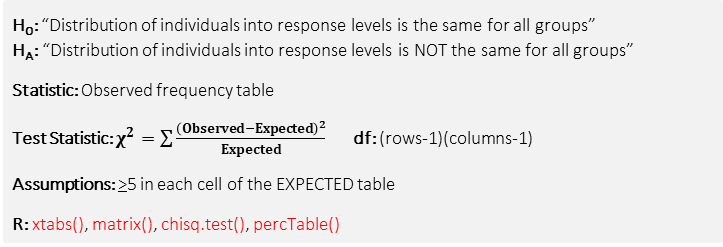 H₀: “Distribution of individuals into response levels is the same for all groups”
Hₐ: “Distribution of individuals into response levels is NOT the same for all groups”
Statistic: Observed frequency table
Test Statistic: χ² = Σ (Observed−Expected)² / Expected df: (rows-1)(columns-1)
Assumptions: ≥5 in each cell of the EXPECTED table
R: xtabs(), matrix(), chisq.test(), percTable()